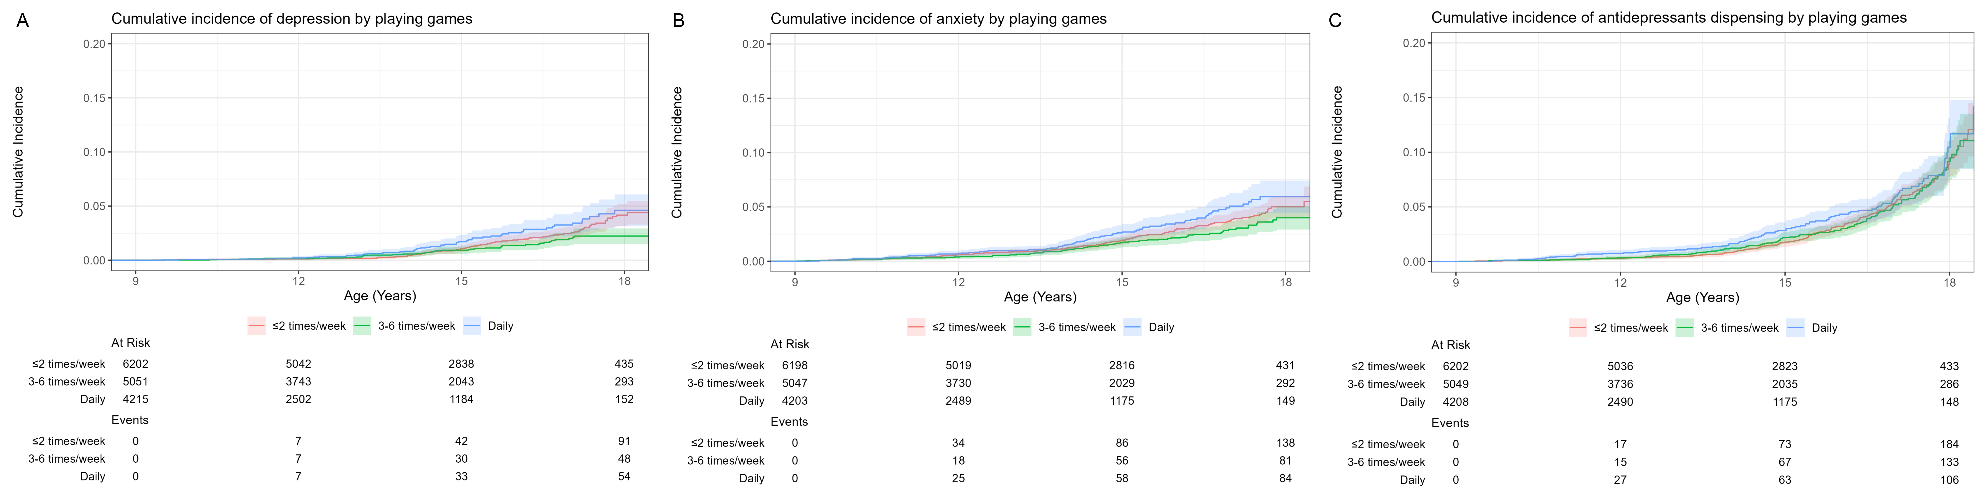 A
Cumulative incidence of depression by playing games
Cumulative Incidence
0.20
0.15
0.10
0.05
0.00
9 12 15 18
Age (Years)
≤2 times/week 3-6 times/week Daily
At Risk
≤2 times/week 6202 5042 2838 435
3-6 times/week 5051 3743 2043 293
Daily 4215 2502 1184 152
Events
≤2 times/week 0 7 42 91
3-6 times/week 0 7 30 48
Daily 0 7 33 54
B
Cumulative incidence of anxiety by playing games
Cumulative Incidence
0.20
0.15
0.10
0.05
0.00
9 12 15 18
Age (Years)
≤2 times/week 3-6 times/week Daily
At Risk
≤2 times/week 6198 5019 2816 431
3-6 times/week 5047 3730 2029 292
Daily 4203 2489 1175 149
Events
≤2 times/week 0 34 86 138
3-6 times/week 0 18 56 81
Daily 0 25 58 84
C
Cumulative incidence of antidepressants dispensing by playing games
Cumulative Incidence
0.20
0.15
0.10
0.05
0.00
9 12 15 18
Age (Years)
≤2 times/week 3-6 times/week Daily
At Risk
≤2 times/week 6202 5036 2823 433
3-6 times/week 5049 3736 2035 286
Daily 4208 2490 1175 148
Events
≤2 times/week 0 17 73 184
3-6 times/week 0 15 67 133
Daily 0 27 63 106